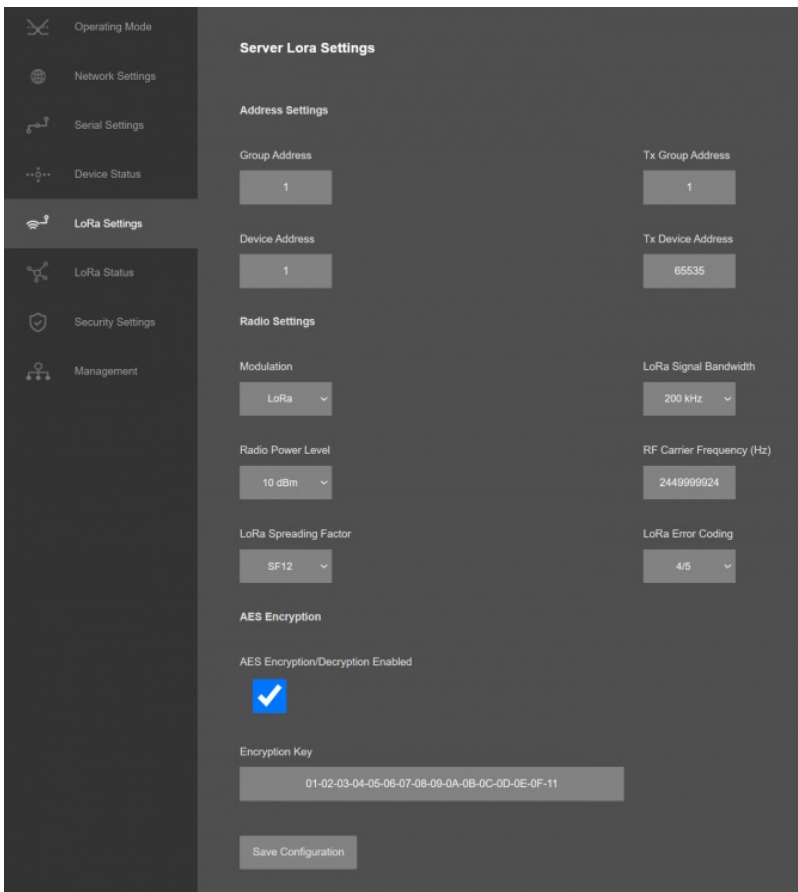 Operating Mode
Network Settings
Serial Settings
Device Status
LoRa Settings
LoRa Status
Security Settings
Management
Server Lora Settings
Address Settings
Group Address
Tx Group Address
1
1
Device Address
Tx Device Address
1
65535
Radio Settings
Modulation
LoRa Signal Bandwidth
LoRa
200 kHz
Radio Power Level
RF Carrier Frequency (Hz)
10 dBm
2449999924
LoRa Spreading Factor
LoRa Error Coding
SF12
4/5
AES Encryption
AES Encryption/Decryption Enabled
Encryption Key
01-02-03-04-05-06-07-08-09-0A-0B-0C-0D-0E-0F-11
Save Configuration